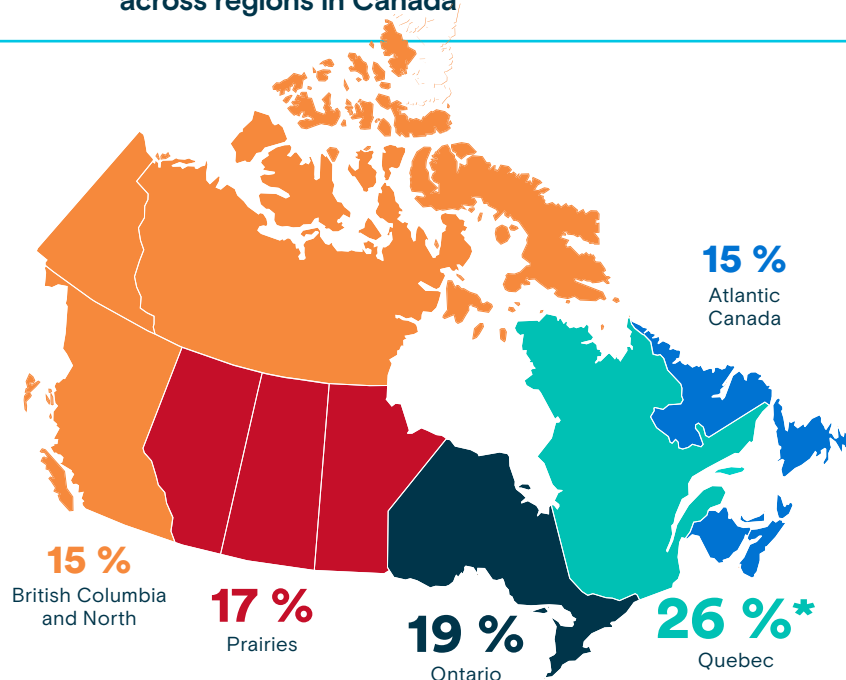 across regions in Canada
15 %
Atlantic
Canada
15 %
British Columbia
and North
17 %
Prairies
19 %
Ontario
26 %*
Quebec